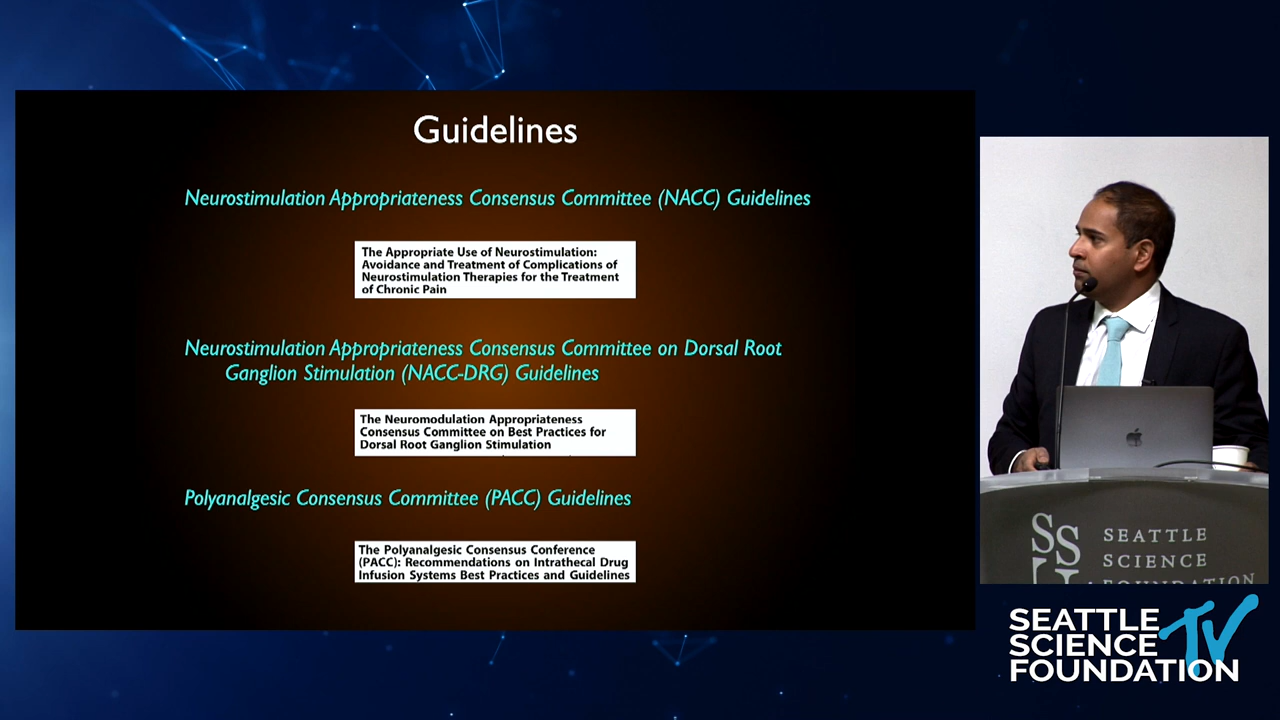 Guidelines
Neurostimulation Appropriateness Consensus Committee (NACC) Guidelines
The Appropriate Use of Neurostimulation:
Avoidance and Treatment of Complications of
Neurostimulation Therapies for the Treatment
of Chronic Pain
Neurostimulation Appropriateness Consensus Committee on Dorsal Root
Ganglion Stimulation (NACC-DRG) Guidelines
The Neuromodulation Appropriateness
Consensus Committee on Best Practices for
Dorsal Root Ganglion Stimulation
Polyanalgesic Consensus Committee (PACC) Guidelines
The Polyanalgesic Consensus Conference
(PACC): Recommendations on Intrathecal Drug
Infusion Systems Best Practices and Guidelines
SEATTLE
SCIENCE
FOUNDATION
SEATTLE
SCIENCE TV
FOUNDATION